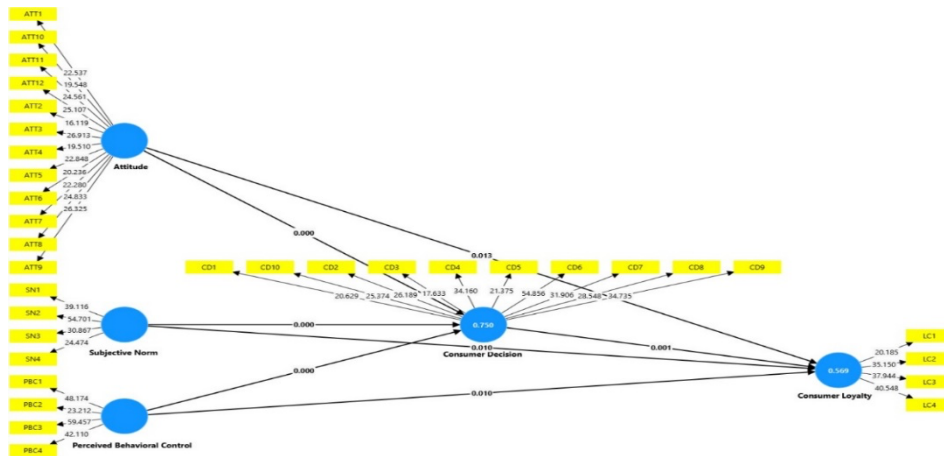 ATT1
ATT10
ATT11
ATT12
ATT2
ATT3
ATT4
ATT5
ATT6
ATT7
ATT8
ATT9
22.537
19.548
24.561
25.107
16.119
26.913
19.510
22.848
20.236
22.280
24.833
26.325
Attitude
0.000
0.013
CD1
CD10
CD2
CD3
CD4
CD5
CD6
CD7
CD8
CD9
20.629
25.374
26.189
17.633
34.160
21.375
54.856
31.906
28.548
34.735
SN1
SN2
SN3
SN4
39.116
54.701
30.867
24.474
Subjective Norm
0.000
0.750
Consumer Decision
0.010
0.001
0.000
PBC1
PBC2
PBC3
PBC4
48.174
23.212
59.457
42.110
Perceived Behavioral Control
0.010
0.569
Consumer Loyalty
20.185
35.150
37.944
40.548
LC1
LC2
LC3
LC4